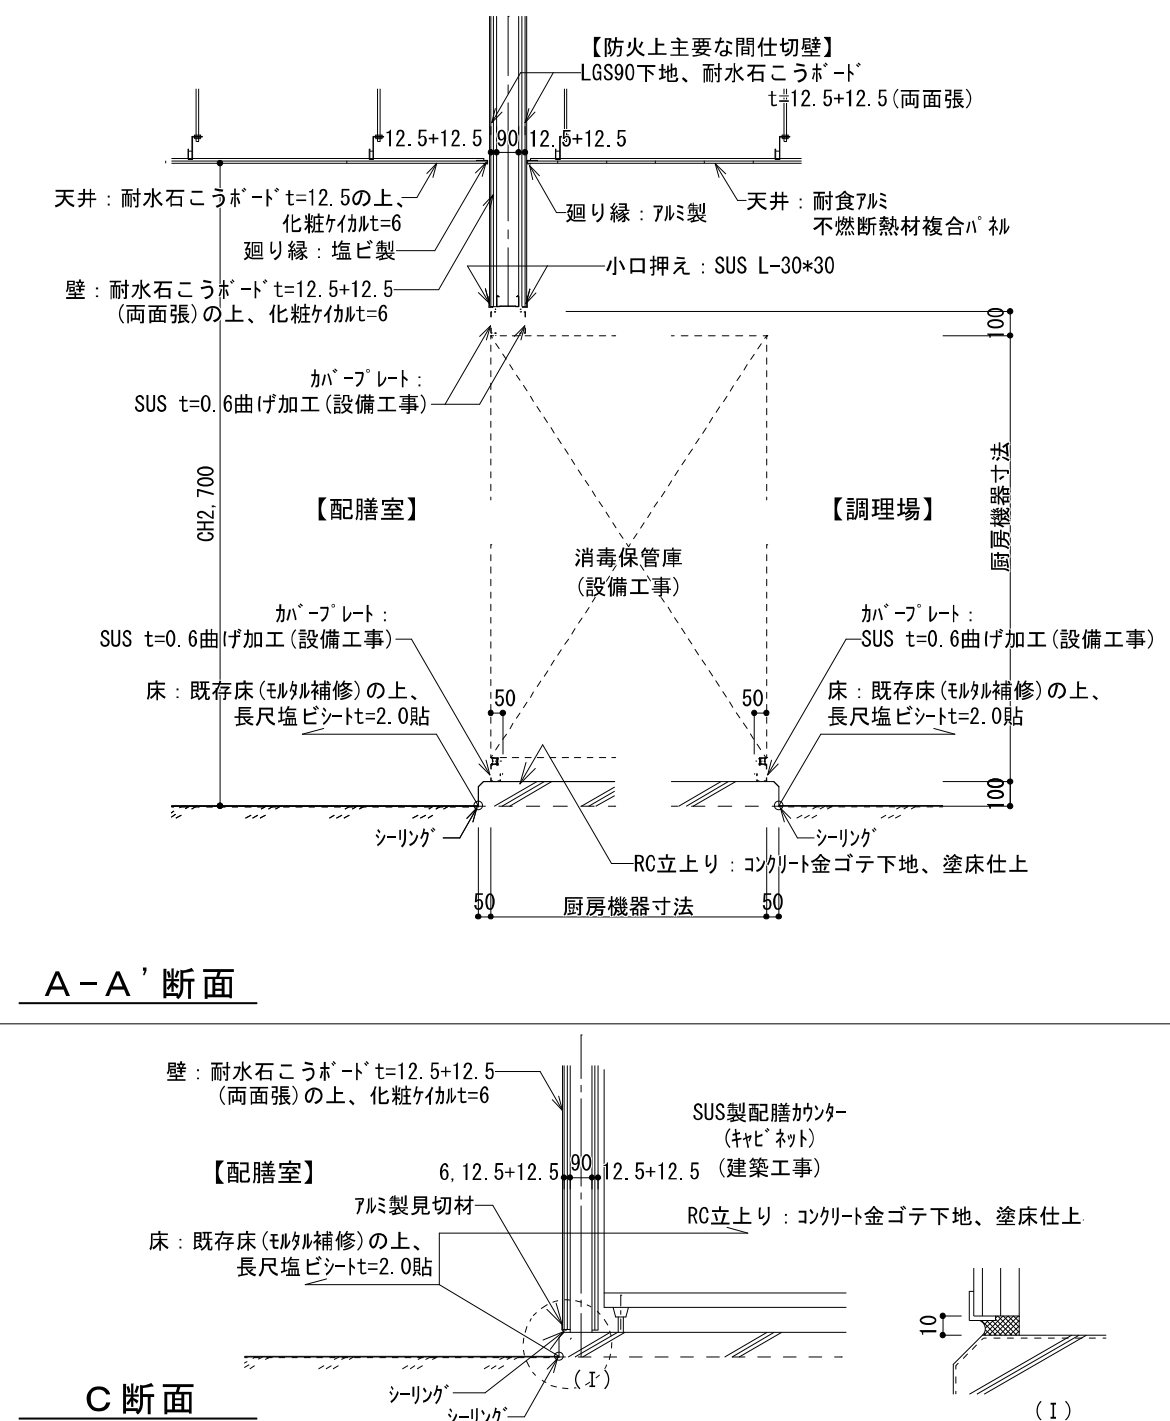 【防火上主要な間仕切壁】
LGS90下地、耐水石こうﾎﾞｰﾄﾞ
t=12.5+12.5(両面張)
12.5+12.5 90 12.5+12.5
天井：耐水石こうﾎﾞｰﾄﾞt=12.5の上、
化粧ｹｲｶﾙt=6
廻り縁：塩ビ製
廻り縁：ｱﾙﾐ製
天井：耐食ｱﾙﾐ
不燃断熱材複合ﾊﾟﾈﾙ
小口押え：SUS L-30*30
壁：耐水石こうﾎﾞｰﾄﾞt=12.5+12.5
(両面張)の上、化粧ｹｲｶﾙt=6
100
ｶﾊﾞｰﾌﾟﾚｰﾄ：
SUS t=0.6曲げ加工(設備工事)
CH2,700
【配膳室】
【調理場】
厨房機器寸法
消毒保管庫
(設備工事)
ｶﾊﾞｰﾌﾟﾚｰﾄ：
SUS t=0.6曲げ加工(設備工事)
ｶﾊﾞｰﾌﾟﾚｰﾄ：
SUS t=0.6曲げ加工(設備工事)
床：既存床(ﾓﾙﾀﾙ補修)の上、
長尺塩ビｼｰﾄt=2.0貼
50
50
床：既存床(ﾓﾙﾀﾙ補修)の上、
長尺塩ビｼｰﾄt=2.0貼
100
ｼｰﾘﾝｸﾞ
ｼｰﾘﾝｸﾞ
RC立上り：ｺﾝｸﾘｰﾄ金ゴテ下地、塗床仕上
50
厨房機器寸法
50
A-A'断面
壁：耐水石こうﾎﾞｰﾄﾞt=12.5+12.5
(両面張)の上、化粧ｹｲｶﾙt=6
SUS製配膳ｶｳﾝﾀｰ
(ｷｬﾋﾞﾈｯﾄ)
(建築工事)
【配膳室】
6,12.5+12.5 90 12.5+12.5
ｱﾙﾐ製見切材
RC立上り：ｺﾝｸﾘｰﾄ金ゴテ下地、塗床仕上
床：既存床(ﾓﾙﾀﾙ補修)の上、
長尺塩ビｼｰﾄt=2.0貼
10
(I)
ｼｰﾘﾝｸﾞ
ｼｰﾘﾝｸﾞ
C断面
(I)